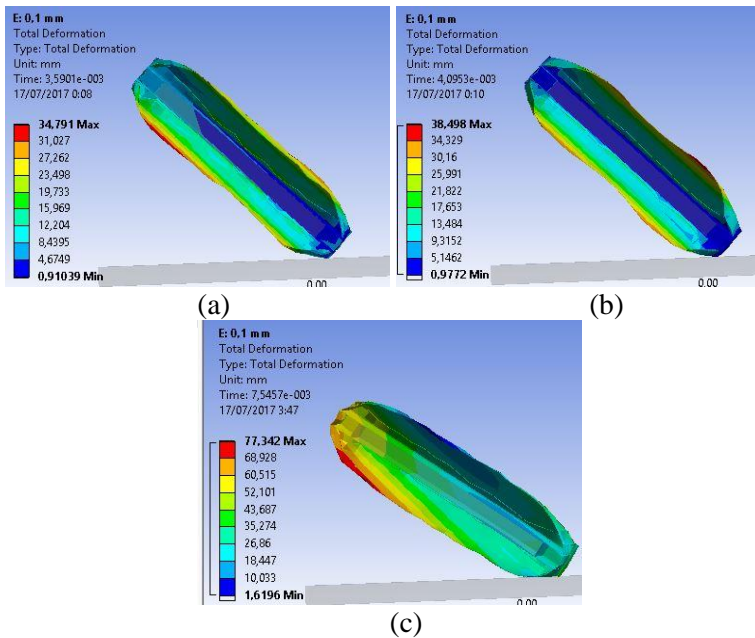 E: 0,1 mm
Total Deformation
Type: Total Deformation
Unit: mm
Time: 3,5901e-003
17/07/2017 0:08
34,791 Max
31,027
27,262
23,498
19,733
15,969
12,204
8,4395
4,6749
0,91039 Min
0.00
(a)
E: 0,1 mm
Total Deformation
Type: Total Deformation
Unit: mm
Time: 4,0953e-003
17/07/2017 0:10
38,498 Max
34,329
30,16
25,991
21,822
17,653
13,484
9,3152
5,1462
0,9772 Min
0.00
(b)
E: 0,1 mm
Total Deformation
Type: Total Deformation
Unit: mm
Time: 7,5457e-003
17/07/2017 3:47
77,342 Max
68,928
60,515
52,101
43,687
35,274
26,86
18,447
10,033
1,6196 Min
(c)